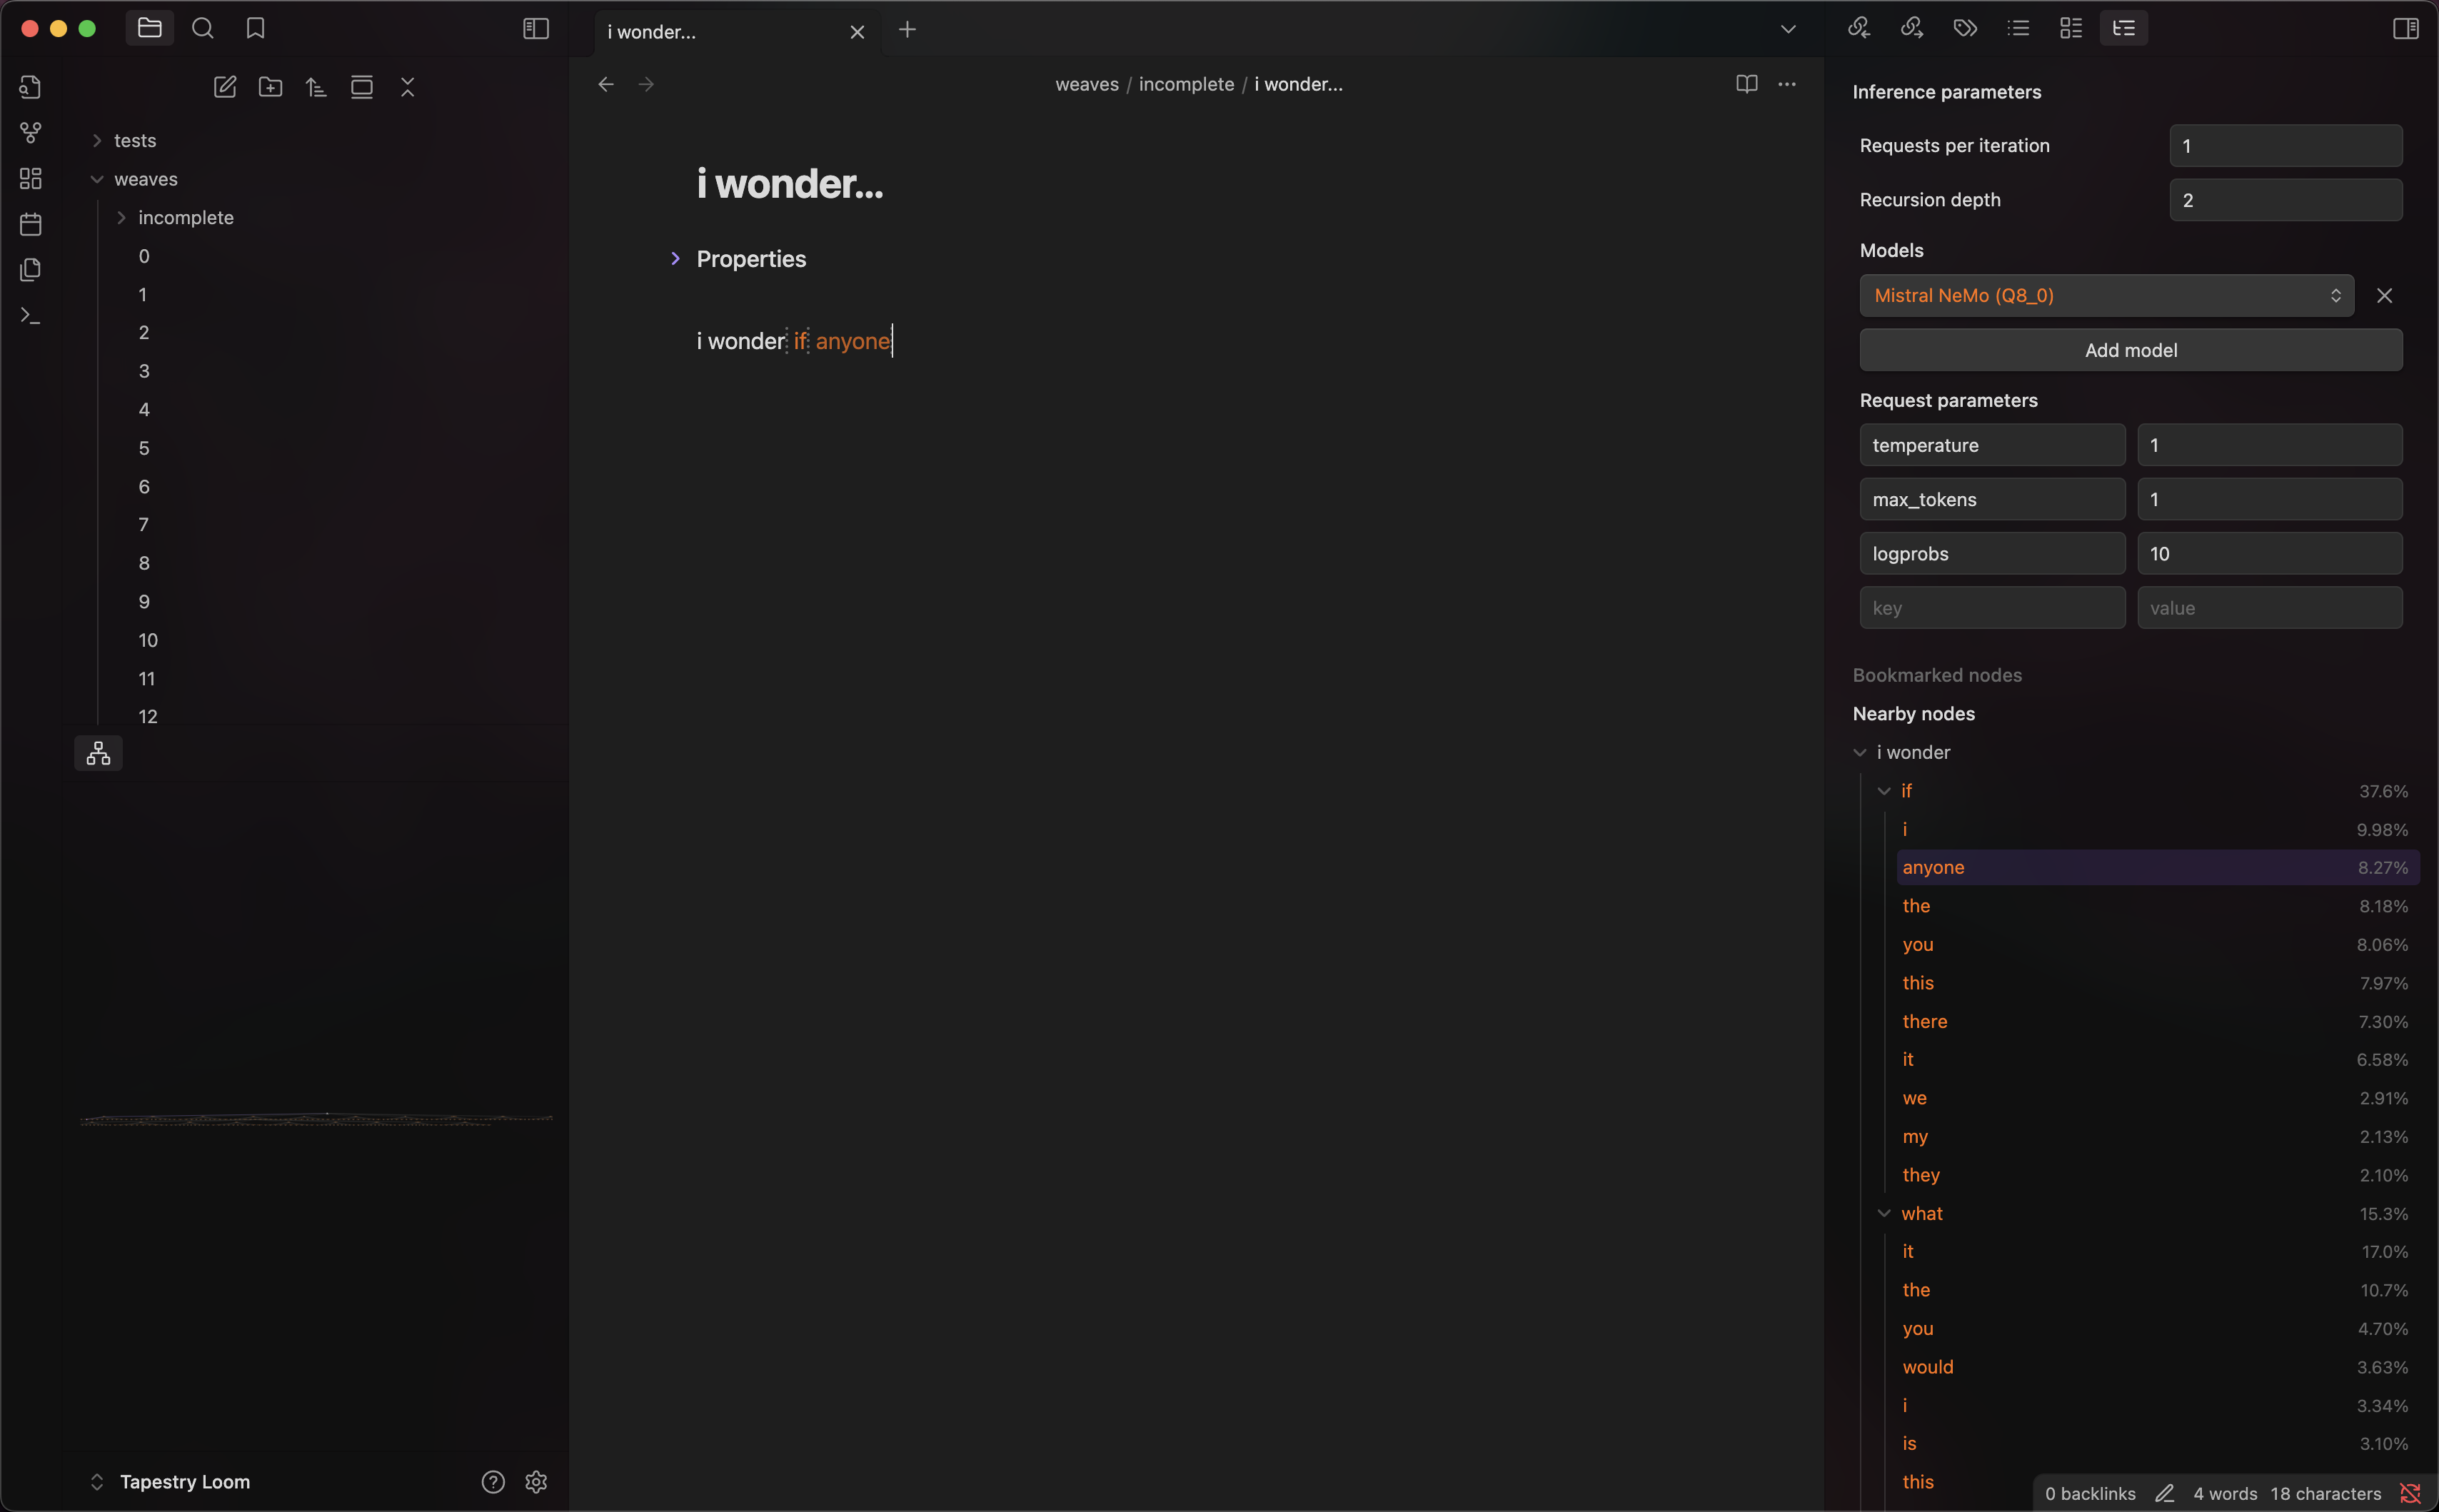 i wonder...
weaves / incomplete / i wonder...
tests
weaves
incomplete
0
1
2
3
4
5
6
7
8
9
10
11
12
Tapestry Loom
i wonder...
Properties
i wonder if anyone
Inference parameters
Requests per iteration 1
Recursion depth 2
Models
Mistral NeMo (Q8_0)
Add model
Request parameters
temperature 1
max_tokens 1
logprobs 10
key value
Bookmarked nodes
Nearby nodes
i wonder
if 37.6%
i 9.98%
anyone 8.27%
the 8.18%
you 8.06%
this 7.97%
there 7.30%
it 6.58%
we 2.91%
my 2.13%
they 2.10%
what 15.3%
it 17.0%
the 10.7%
you 4.70%
would 3.63%
i 3.34%
is 3.10%
this
0 backlinks 4 words 18 characters